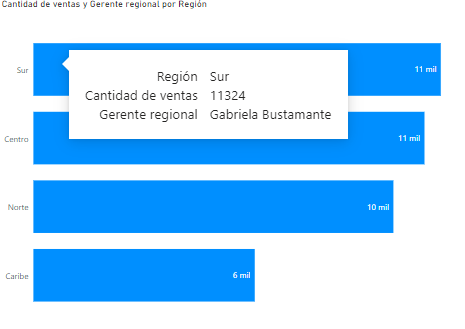 Cantidad de ventas y Gerente regional por Región
Sur
11 mil
Región Sur
Cantidad de ventas 11324
Gerente regional Gabriela Bustamante
Centro
11 mil
Norte
10 mil
Caribe
6 mil